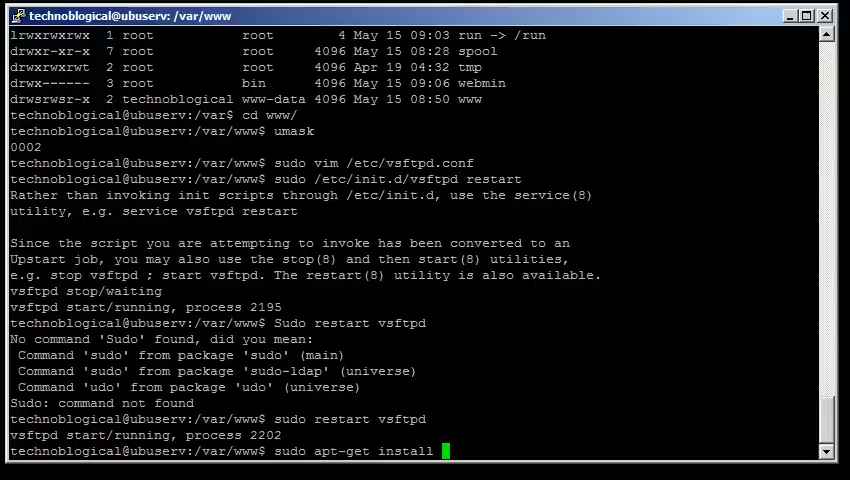 technoblogical@ubuserv: /var/www
lrwxrwxrwx  1 root          root         4 May 15 09:03 run -> /run
drwxr-xr-x  7 root          root      4096 May 15 08:28 spool
drwxrwxrwt  2 root          root      4096 Apr 19 04:32 tmp
drwx------  3 root          bin       4096 May 15 09:06 webmin
drwsrwsr-x  2 technoblogical www-data 4096 May 15 08:50 www
technoblogical@ubuserv:/var$ cd www/
technoblogical@ubuserv:/var/www$ umask
0002
technoblogical@ubuserv:/var/www$ sudo vim /etc/vsftpd.conf
technoblogical@ubuserv:/var/www$ sudo /etc/init.d/vsftpd restart
Rather than invoking init scripts through /etc/init.d, use the service(8)
utility, e.g. service vsftpd restart
Since the script you are attempting to invoke has been converted to an
Upstart job, you may also use the stop(8) and then start(8) utilities,
e.g. stop vsftpd ; start vsftpd. The restart(8) utility is also available.
vsftpd stop/waiting
vsftpd start/running, process 2195
technoblogical@ubuserv:/var/www$ Sudo restart vsftpd
No command 'Sudo' found, did you mean:
 Command 'sudo' from package 'sudo' (main)
 Command 'sudo' from package 'sudo-ldap' (universe)
 Command 'udo' from package 'udo' (universe)
Sudo: command not found
technoblogical@ubuserv:/var/www$ sudo restart vsftpd
vsftpd start/running, process 2202
technoblogical@ubuserv:/var/www$ sudo apt-get install